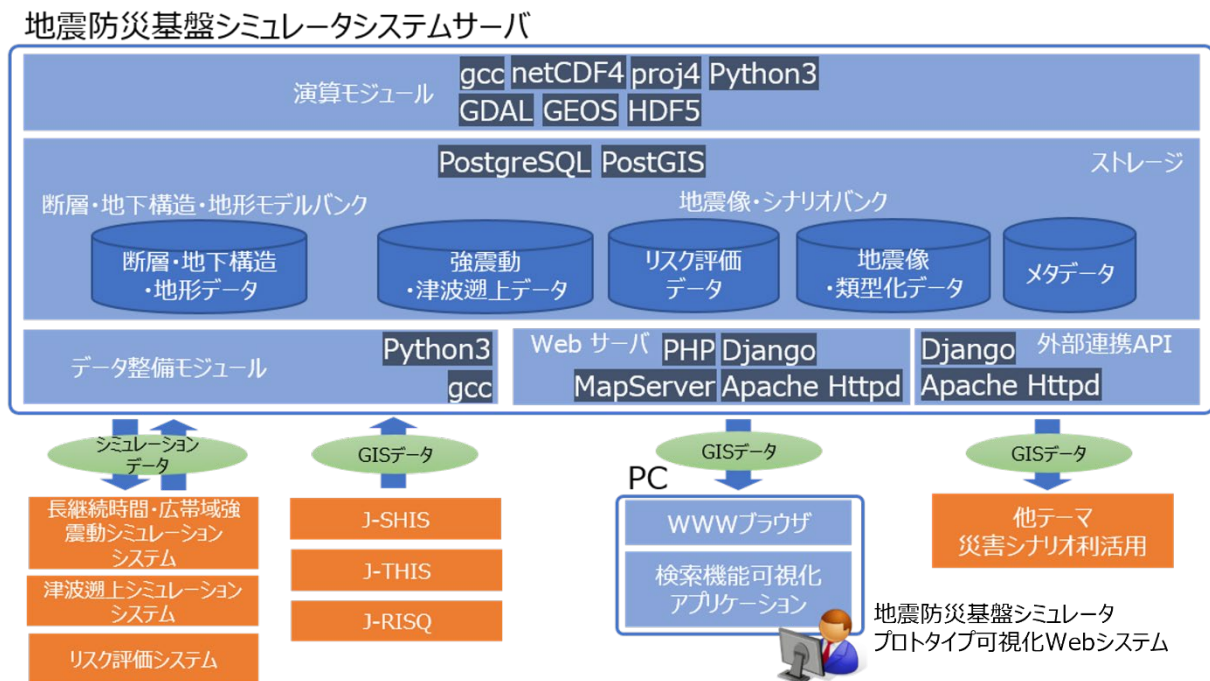 地震防災基盤シミュレータシステムサーバ
演算モジュール
gcc netCDF4 proj4 Python3
GDAL GEOS HDF5
PostgreSQL PostGIS
ストレージ
断層・地下構造・地形モデルバンク
地震像・シナリオバンク
断層・地下構造
・地形データ
強震動
・津波遡上データ
リスク評価
データ
地震像
・類型化データ
メタデータ
データ整備モジュール
Python3
gcc
Web サーバ PHP Django
MapServer Apache Httpd
Django 外部連携API
Apache Httpd
シミュレーション
データ
GISデータ
GISデータ
GISデータ
長継続時間・広帯域強
震動シミュレーション
システム
津波遡上シミュレーション
システム
リスク評価システム
J-SHIS
J-THIS
J-RISQ
PC
WWWブラウザ
検索機能可視化
アプリケーション
他テーマ
災害シナリオ利活用
地震防災基盤シミュレータ
プロトタイプ可視化Webシステム